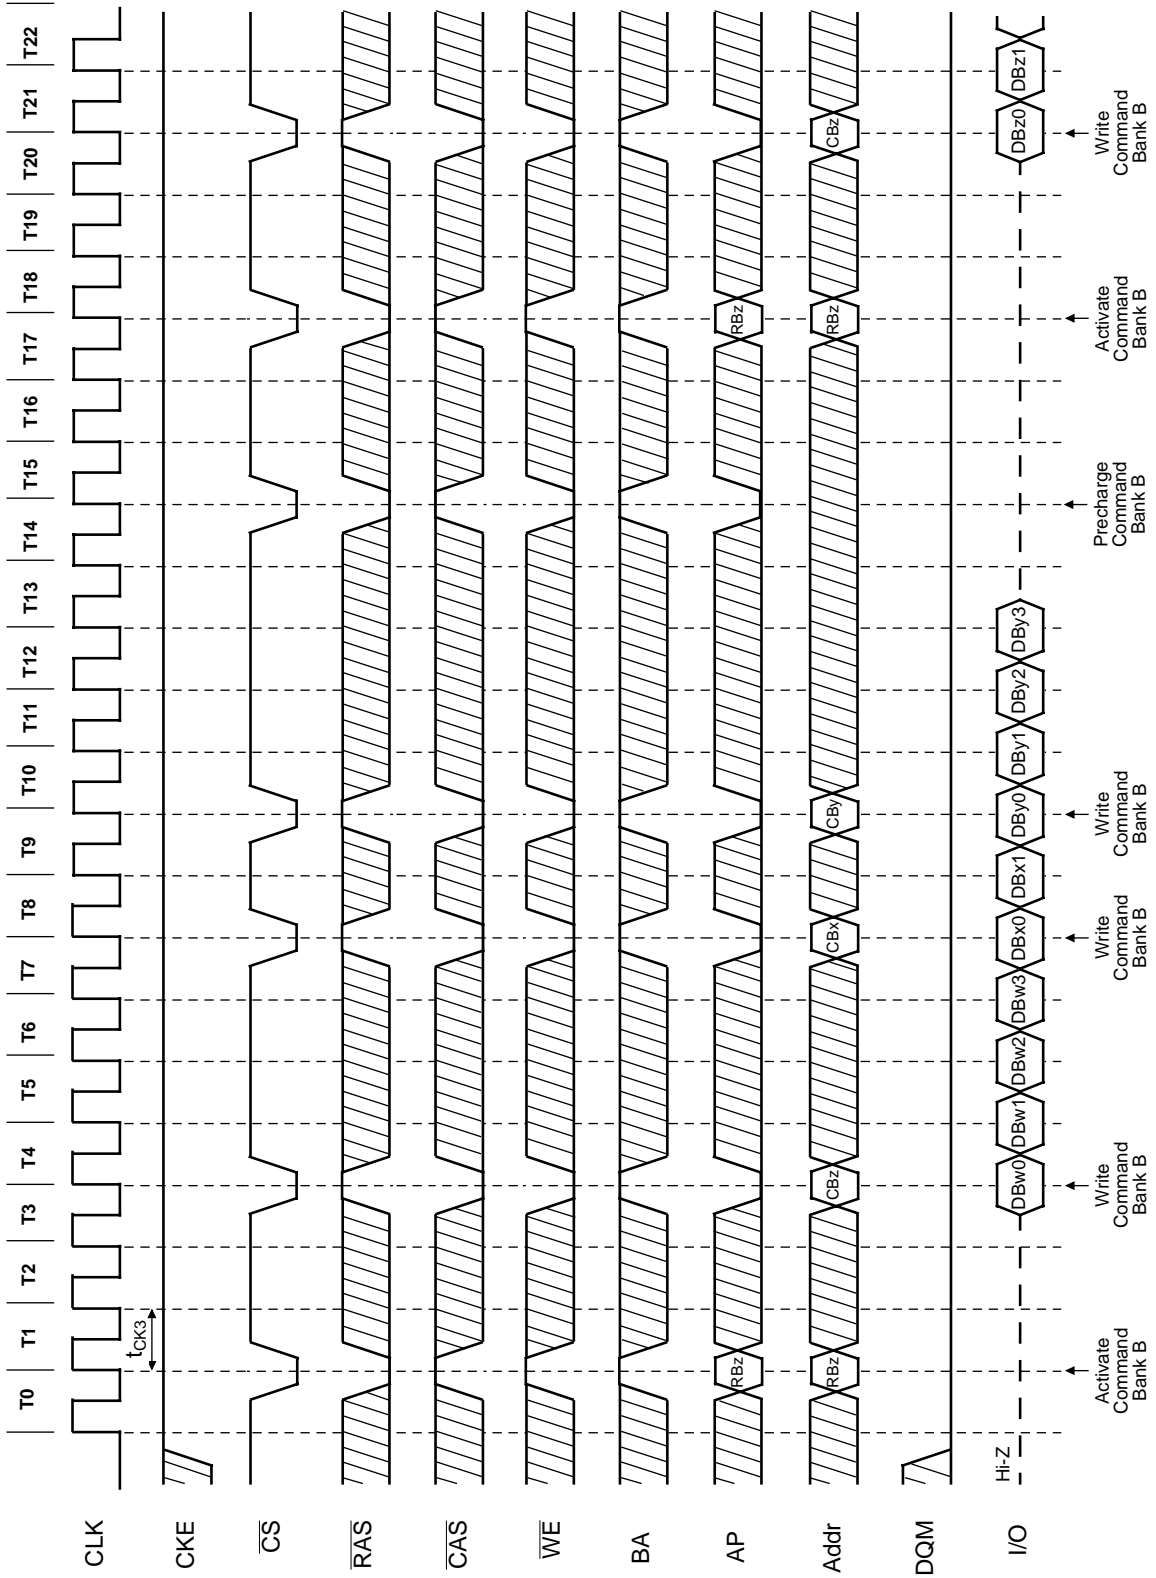 T0 T1 T2 T3 T4 T5 T6 T7 T8 T9 T10 T11 T12 T13 T14 T15 T16 T17 T18 T19 T20 T21 T22
CLK
tCK3
CKE
CS
RAS
CAS
WE
BA
AP
RBz RBz
Addr
RBz CBz CBx CBy RBz CBz
DQM
I/O
Hi-Z
DBw0 DBw1 DBw2 DBw3 DBx0 DBx1 DBy0 DBy1 DBy2 DBy3 DBz0 DBz1
Activate
Command
Bank B
Write
Command
Bank B
Write
Command
Bank B
Write
Command
Bank B
Precharge
Command
Bank B
Activate
Command
Bank B
Write
Command
Bank B